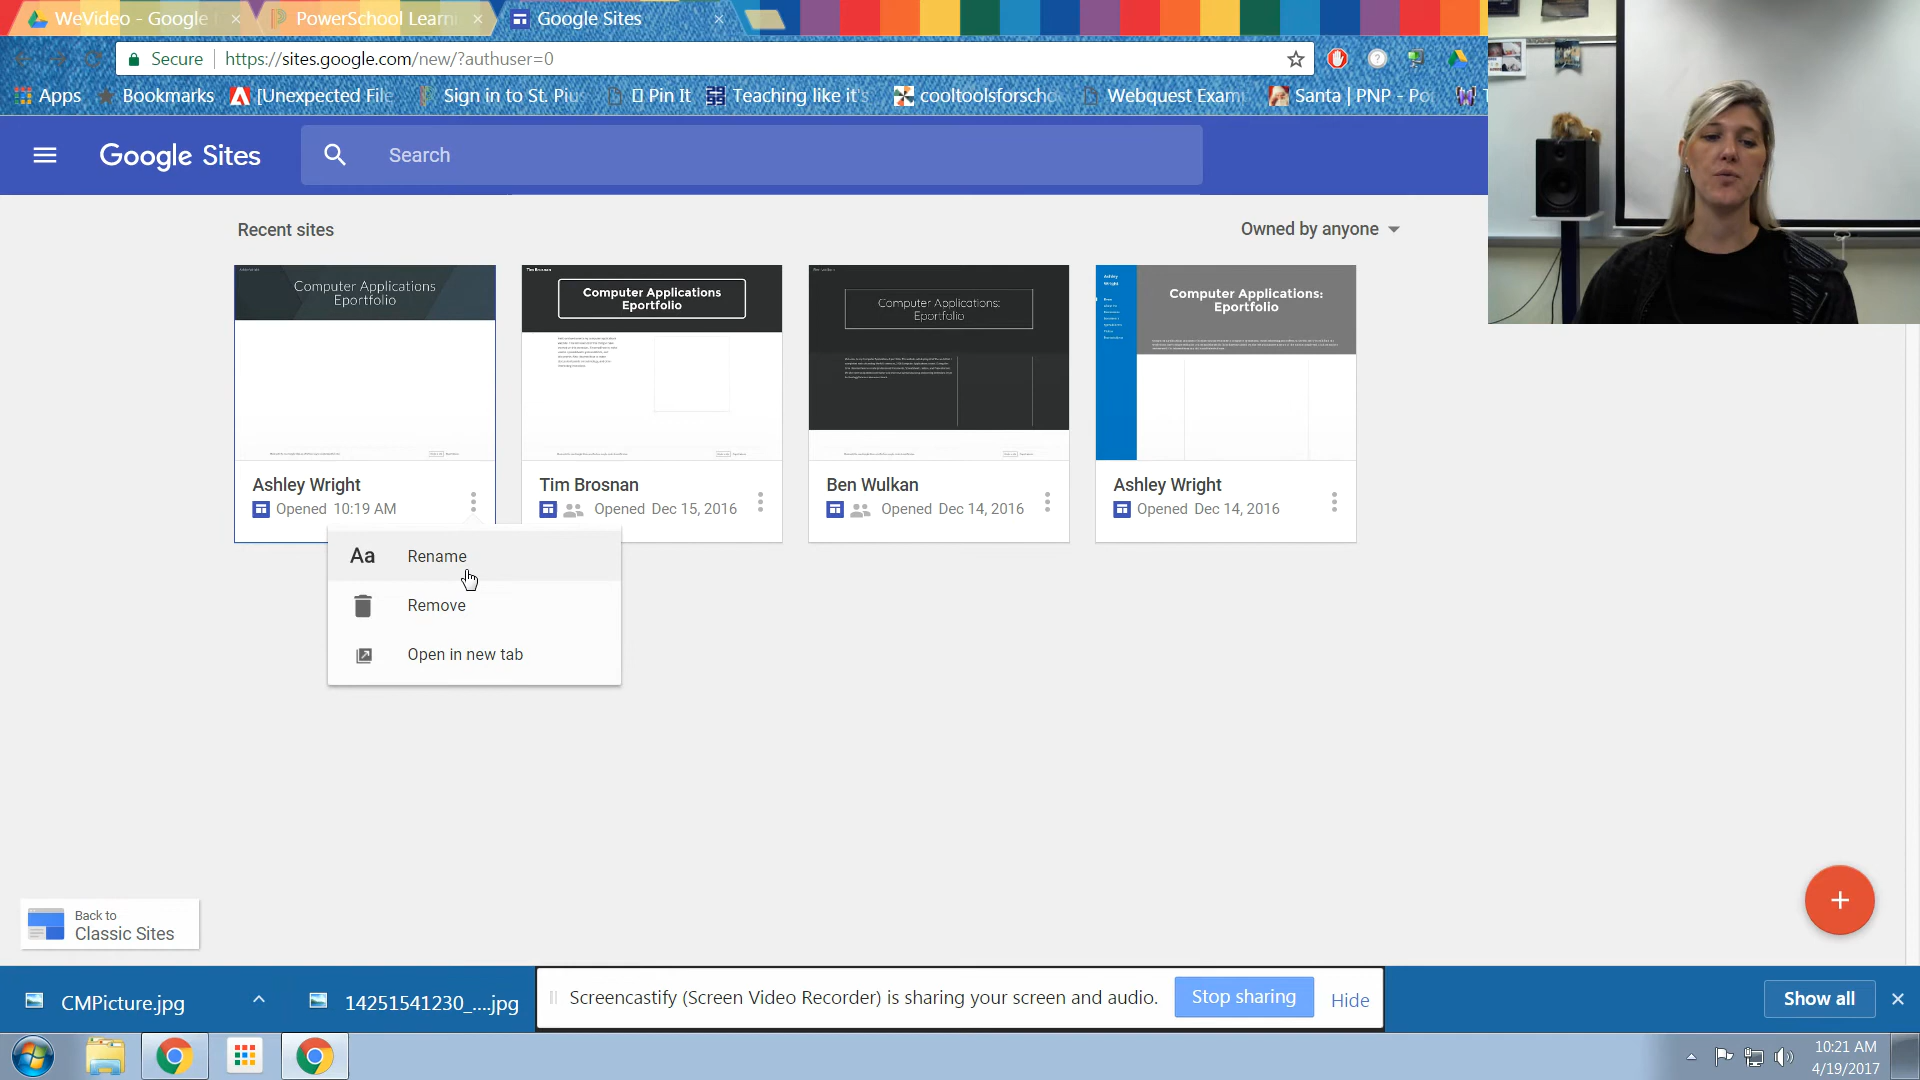 WeVideo - Google
PowerSchool Learn
Google Sites
Secure
https://sites.google.com/new/?authuser=0
Apps
Bookmarks
[Unexpected File
Sign in to St. Piu
Pin It
Teaching like it's
cooltoolsforscho
Webquest Exam
Santa | PNP - Po
Google Sites
Search
Recent sites
Owned by anyone
Computer Applications
Eportfolio
Tim Brosnan
Computer Applications
Eportfolio
Computer Applications:
Eportfolio
Ashley
Wright
Computer Applications:
Eportfolio
Ashley Wright
Opened 10:19 AM
Tim Brosnan
Opened Dec 15, 2016
Ben Wulkan
Opened Dec 14, 2016
Ashley Wright
Opened Dec 14, 2016
Aa Rename
Remove
Open in new tab
Back to
Classic Sites
CMPicture.jpg
14251541230_....jpg
Screencastify (Screen Video Recorder) is sharing your screen and audio.
Stop sharing
Hide
Show all
10:21 AM
4/19/2017